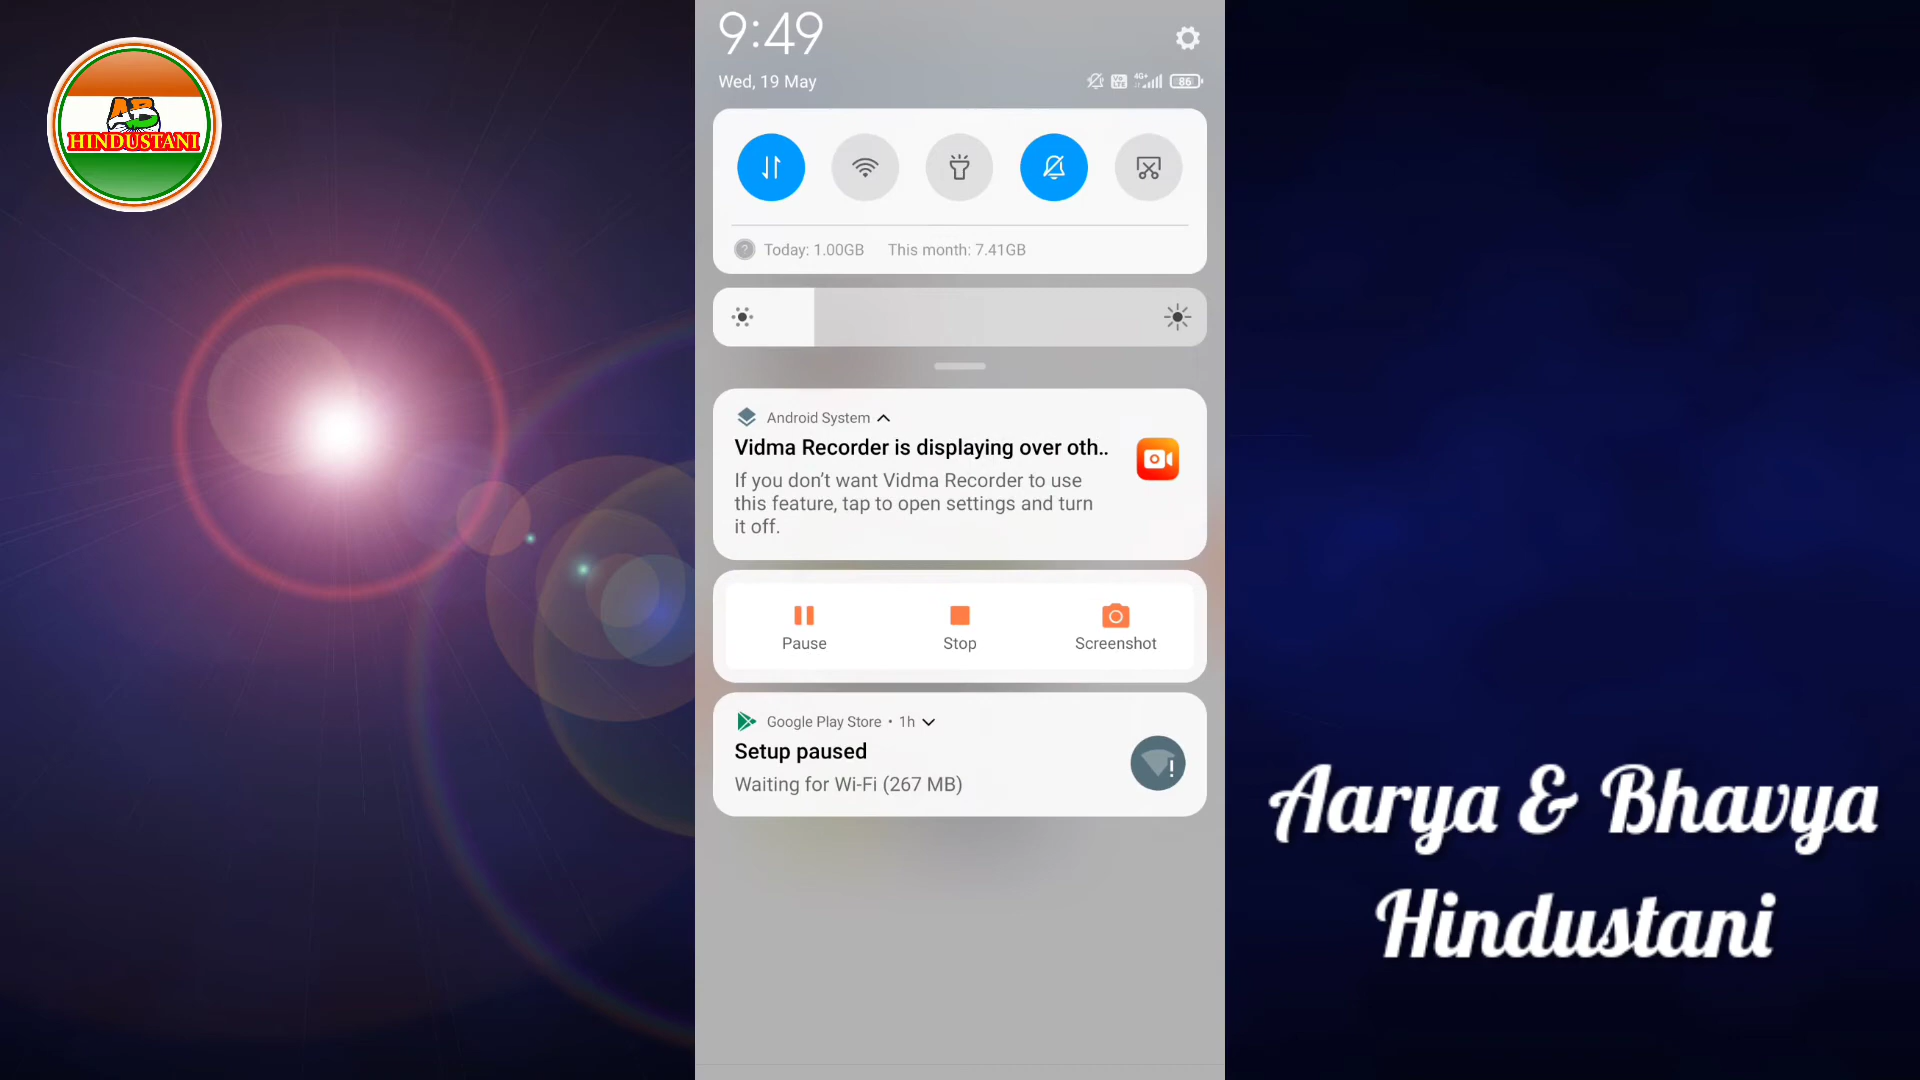 AB
HINDUSTANI
9:49
Wed, 19 May
Vo
LTE
4G+
86
Today: 1.00GB This month: 7.41GB
Android System
Vidma Recorder is displaying over oth..
If you don’t want Vidma Recorder to use
this feature, tap to open settings and turn
it off.
Pause Stop Screenshot
Google Play Store • 1h
Setup paused
Waiting for Wi-Fi (267 MB)
Aarya & Bhavya
Hindustani